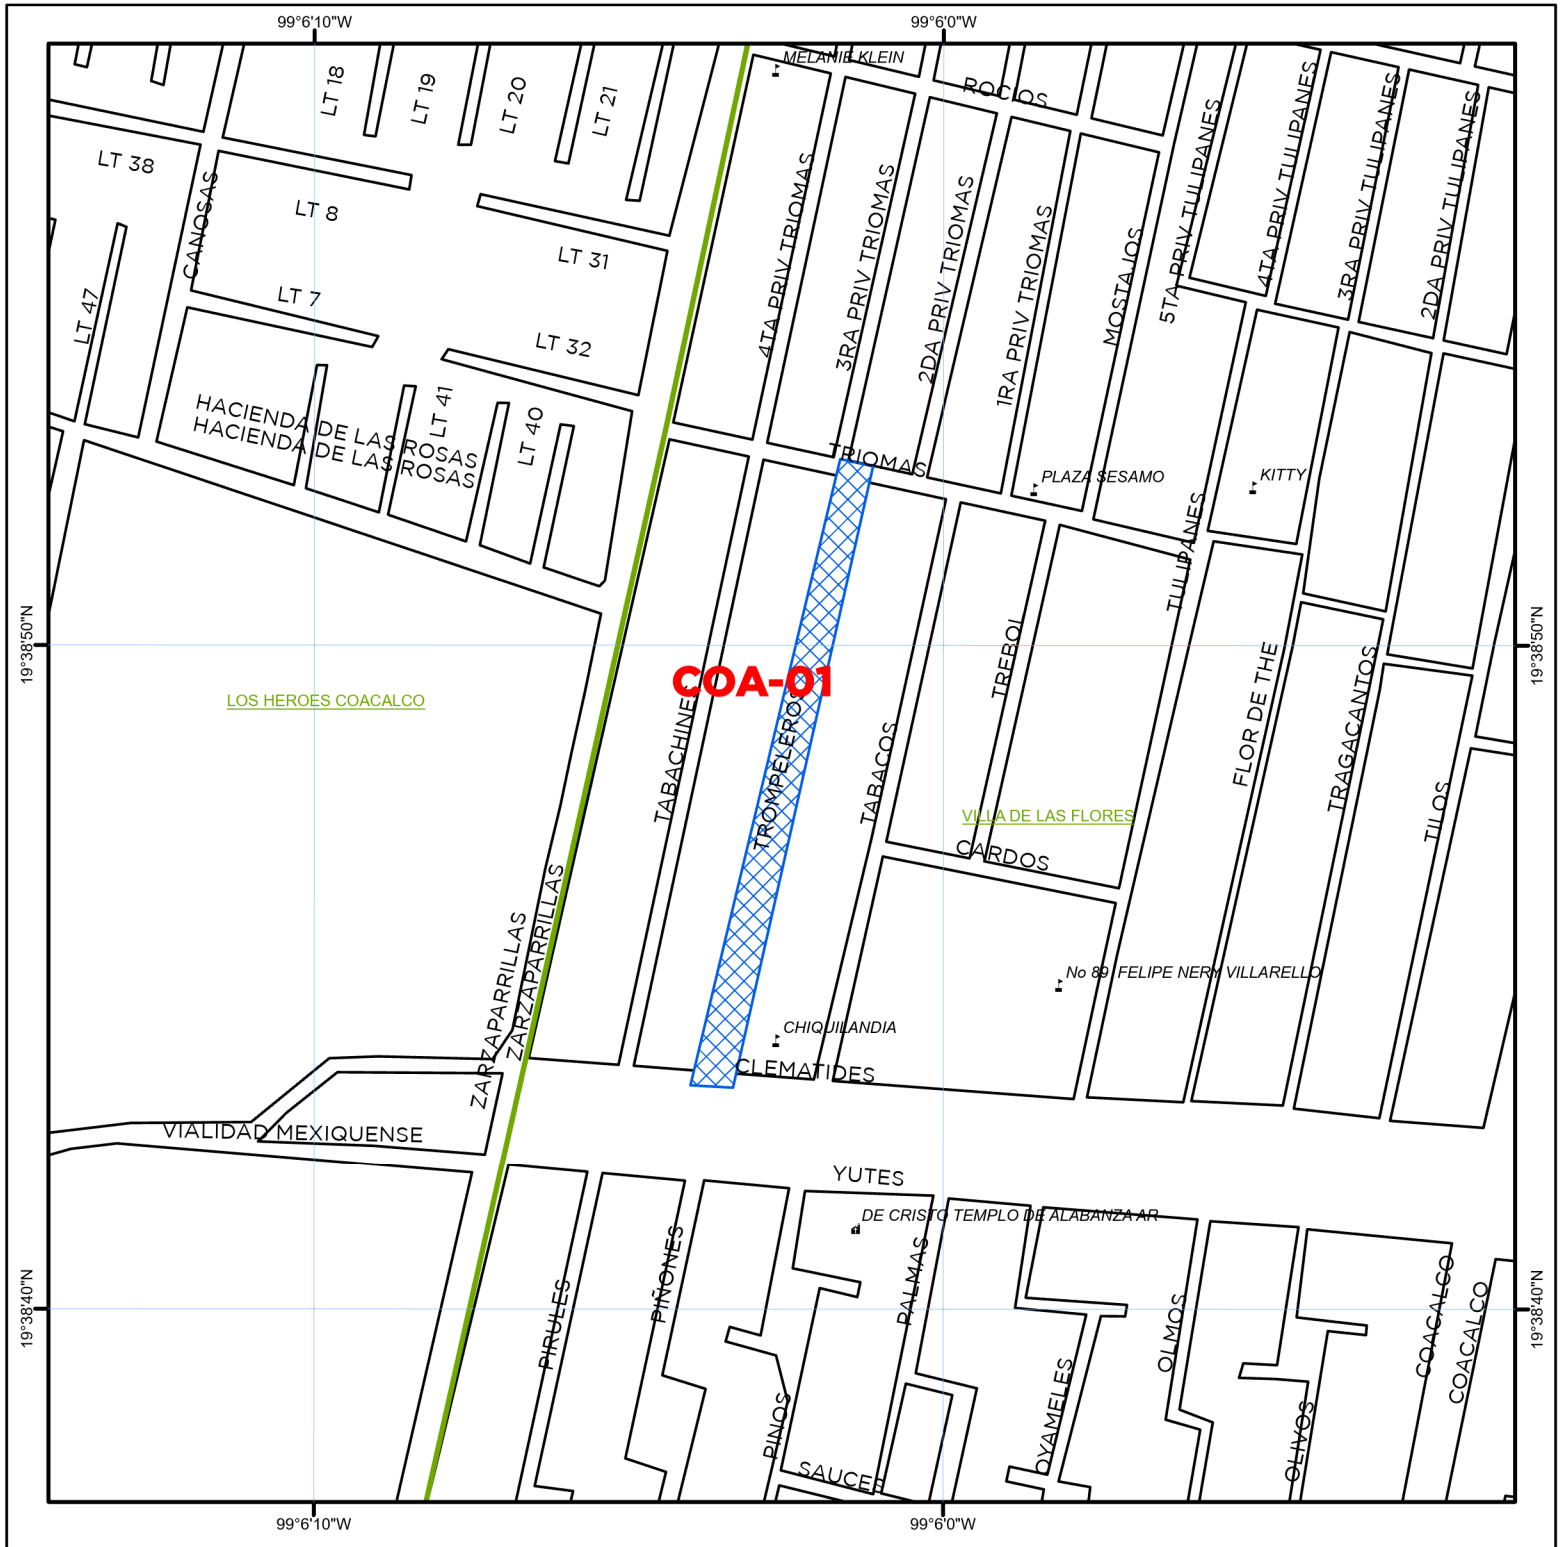 99°6'10"W
99°6'0"W
MELANIE KLEIN
ROCIOS
LT 18
LT 19
LT 20
LT 21
LT 38
CANOSAS
LT 8
LT 31
LT 7
LT 47
LT 32
4TA PRIV TRIOMAS
3RA PRIV TRIOMAS
2DA PRIV TRIOMAS
1RA PRIV TRIOMAS
MOSTAJOS
5TA PRIV TULIPANES
4TA PRIV TULIPANES
3RA PRIV TULIPANES
2DA PRIV TULIPANES
HACIENDA DE LAS ROSAS
HACIENDA DE LAS ROSAS
LT 41
LT 40
TRIOMAS
PLAZA SESAMO
KITTY
TULIPANES
19°38'50"N
19°38'50"N
LOS HEROES COACALCO
COA-01
TREBOL
TABACHINES
TROMPELEROS
TABACOS
FLOR DE THE
TRAGACANTOS
TILOS
VILLA DE LAS FLORES
CARDOS
ZARZAPARRILLAS
ZARZAPARRILLAS
No 89 FELIPE NERY VILLARELLO
CHIQUILANDIA
CLEMATIDES
VIALIDAD MEXIQUENSE
YUTES
DE CRISTO TEMPLO DE ALABANZA AR
PIRULES
PIÑONES
PALMAS
OLMOS
COACALCO
COACALCO
19°38'40"N
19°38'40"N
PINOS
OYAMELES
OLIVOS
SAUCES
99°6'10"W
99°6'0"W